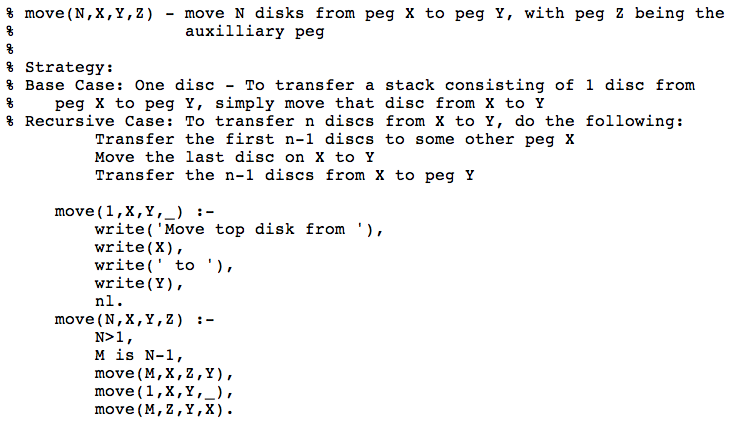 % move(N,X,Y,Z) - move N disks from peg X to peg Y, with peg Z being the
%                 auxilliary peg
%
% Strategy:
% Base Case: One disc - To transfer a stack consisting of 1 disc from
%    peg X to peg Y, simply move that disc from X to Y
% Recursive Case: To transfer n discs from X to Y, do the following:
        Transfer the first n-1 discs to some other peg X
        Move the last disc on X to Y
        Transfer the n-1 discs from X to peg Y

    move(1,X,Y,_) :-
        write('Move top disk from '),
        write(X),
        write(' to '),
        write(Y),
        nl.
    move(N,X,Y,Z) :-
        N>1,
        M is N-1,
        move(M,X,Z,Y),
        move(1,X,Y,_),
        move(M,Z,Y,X).